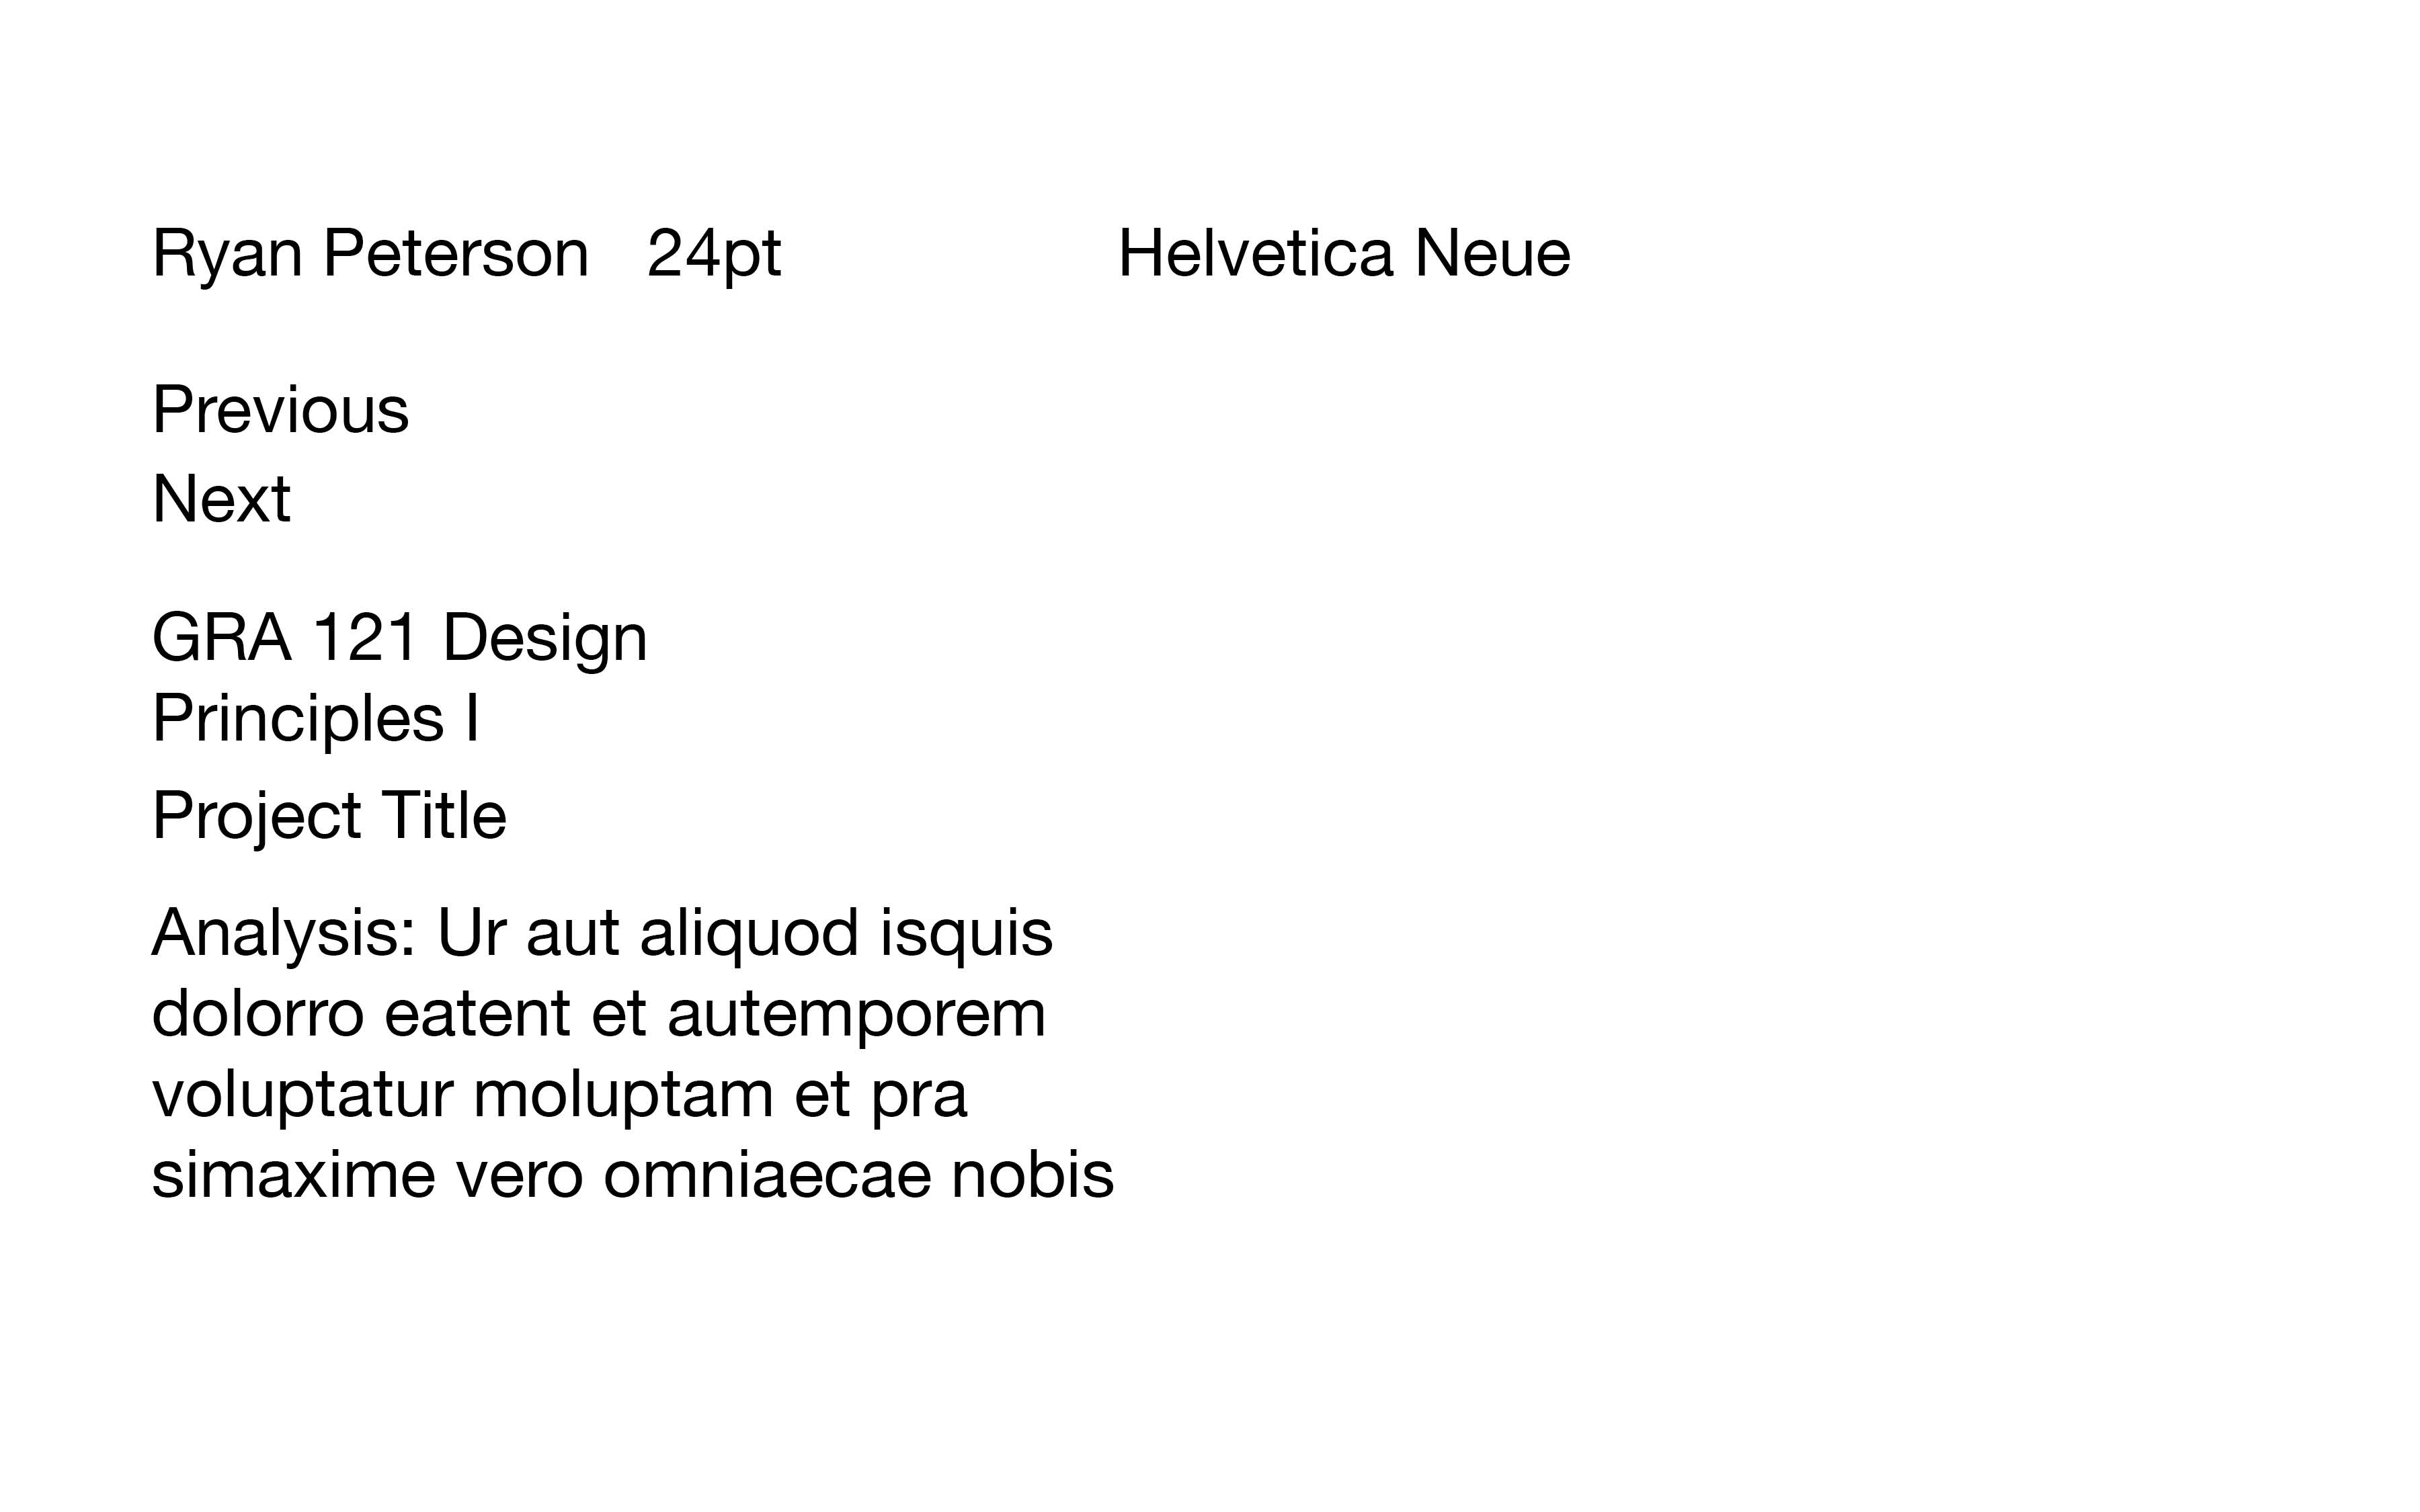 Ryan Peterson 24pt Helvetica Neue
Previous
Next
GRA 121 Design
Principles I
Project Title
Analysis: Ur aut aliquod isquis
dolorro eatent et autemporem
voluptatur moluptam et pra
simaxime vero omniaecae nobis